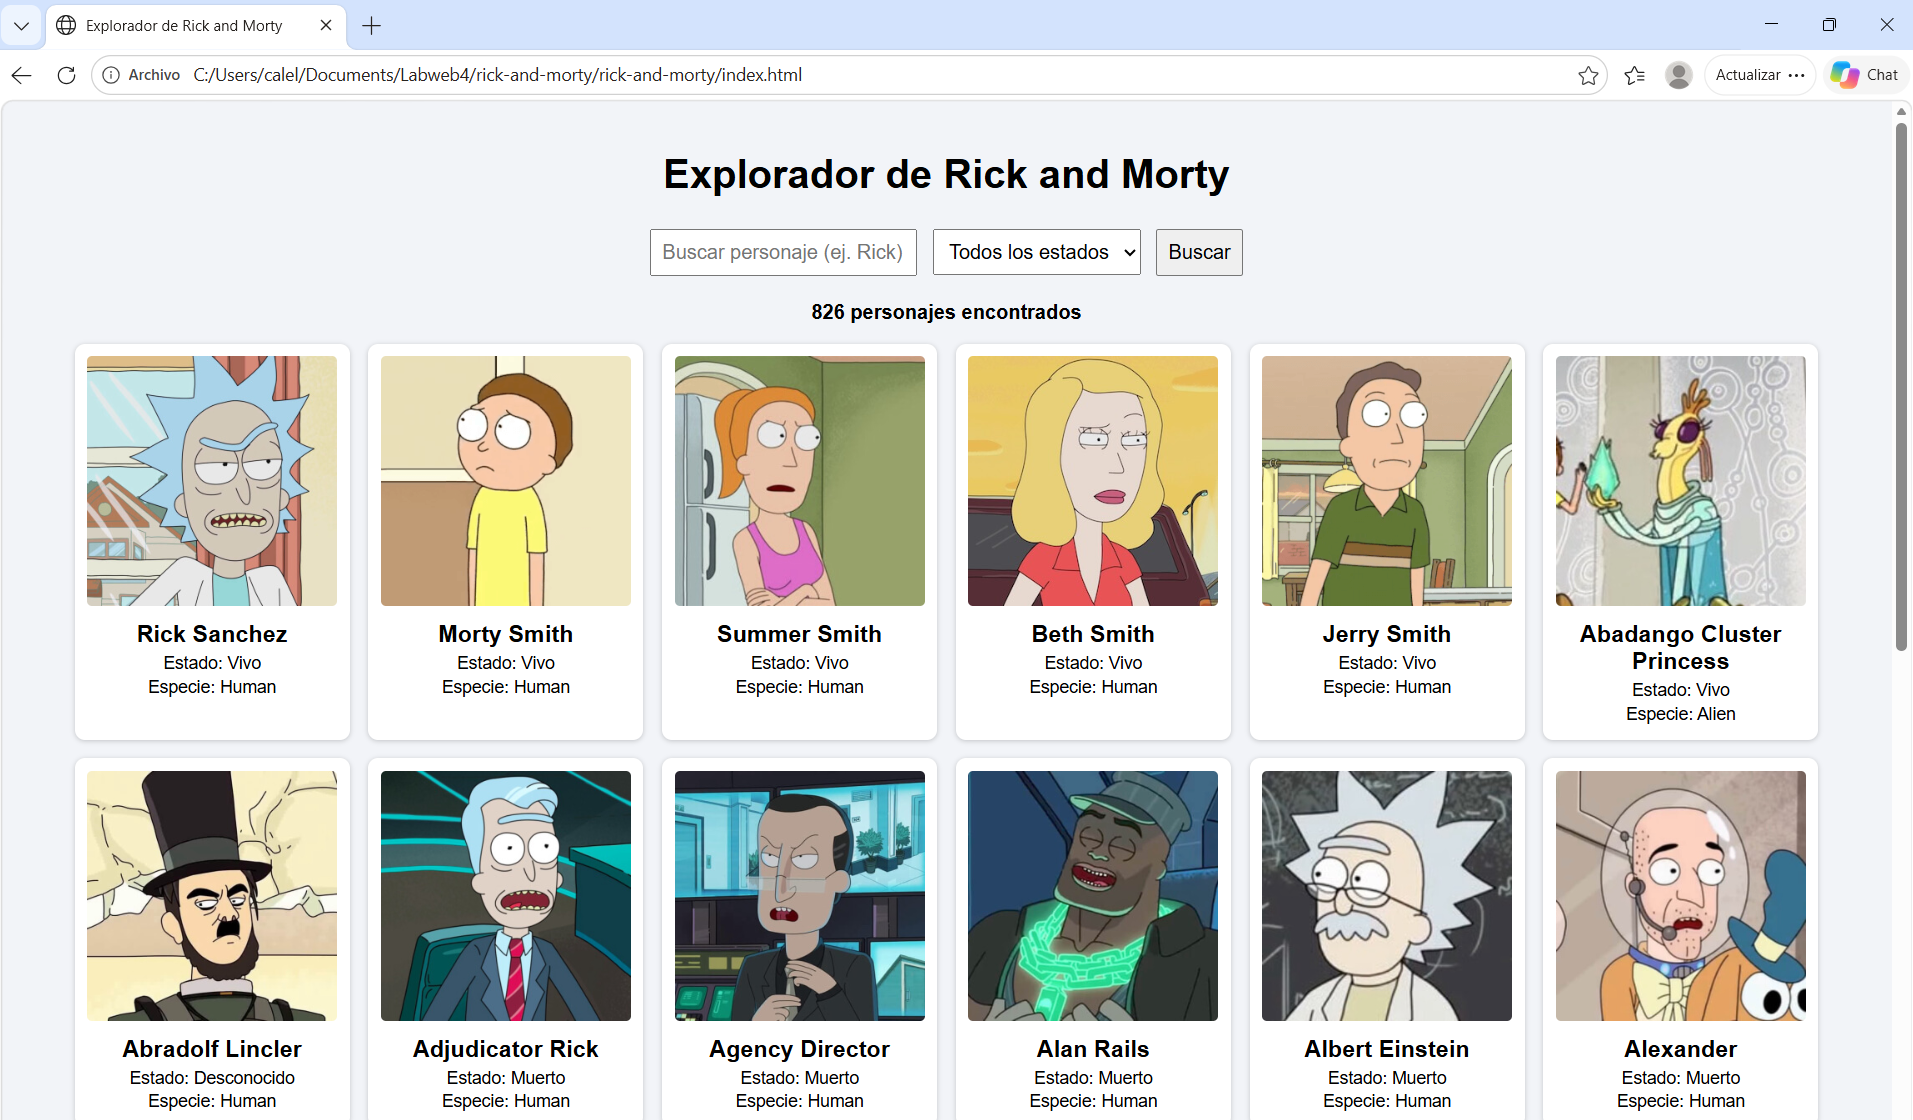 Explorador de Rick and Morty
Archivo C:/Users/calel/Documents/Labweb4/rick-and-morty/rick-and-morty/index.html
Actualizar
Chat
Explorador de Rick and Morty
Buscar personaje (ej. Rick)
Todos los estados
Buscar
826 personajes encontrados
Rick Sanchez
Estado: Vivo
Especie: Human
Morty Smith
Estado: Vivo
Especie: Human
Summer Smith
Estado: Vivo
Especie: Human
Beth Smith
Estado: Vivo
Especie: Human
Jerry Smith
Estado: Vivo
Especie: Human
Abadango Cluster
Princess
Estado: Vivo
Especie: Alien
Abradolf Lincler
Estado: Desconocido
Especie: Human
Adjudicator Rick
Estado: Muerto
Especie: Human
Agency Director
Estado: Muerto
Especie: Human
Alan Rails
Estado: Muerto
Especie: Human
Albert Einstein
Estado: Muerto
Especie: Human
Alexander
Estado: Muerto
Especie: Human